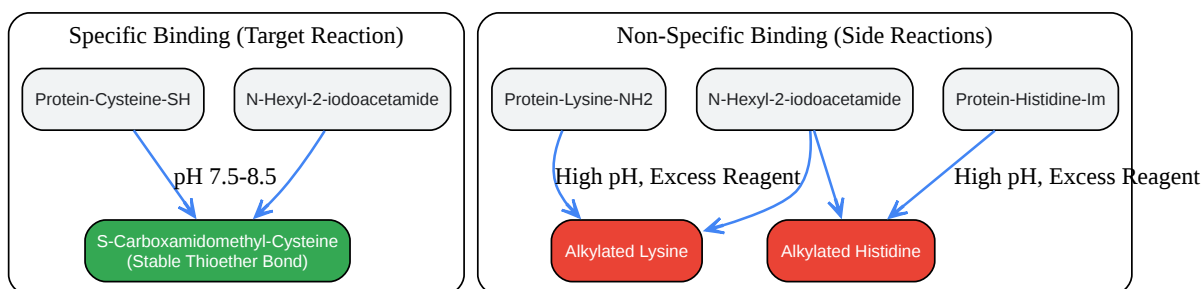 Specific Binding (Target Reaction)
Protein-Cysteine-SH
N-Hexyl-2-iodoacetamide
pH 7.5-8.5
S-Carboxamidomethyl-Cysteine
(Stable Thioether Bond)
Non-Specific Binding (Side Reactions)
Protein-Lysine-NH2
N-Hexyl-2-iodoacetamide
Protein-Histidine-Im
High pH, Excess Reagent
High pH, Excess Reagent
Alkylated Lysine
Alkylated Histidine